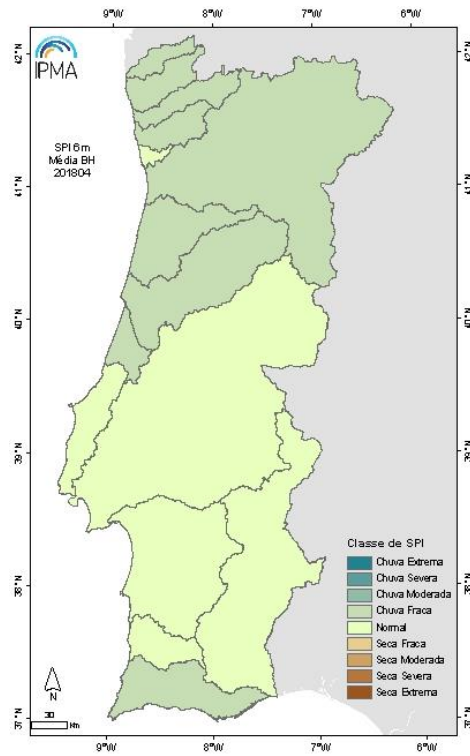 9°W 8°W 7°W 6°W
IPMA
42°N 42°N
SPI 6m
Média BH
201804
41°N 41°N
40°N 40°N
39°N 39°N
Classe de SPI
Chuva Extrema
38°N 38°N
Chuva Severa
Chuva Moderada
Chuva Fraca
Normal
Seca Fraca
Seca Moderada
Seca Severa
Seca Extrema
N
37°N 37°N
30
Km
9°W 8°W 7°W 6°W